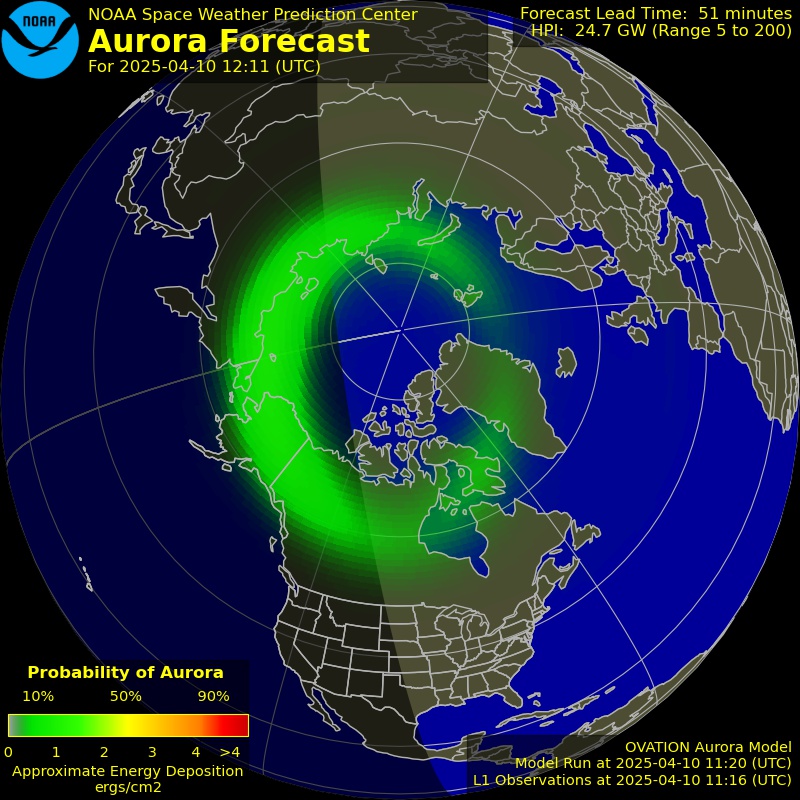 NOAA
NOAA Space Weather Prediction Center
Aurora Forecast
For 2025-04-10 12:11 (UTC)
Forecast Lead Time: 51 minutes
HPI: 24.7 GW (Range 5 to 200)
Probability of Aurora
10% 50% 90%
0 1 2 3 4 >4
Approximate Energy Deposition
ergs/cm2
OVATION Aurora Model
Model Run at 2025-04-10 11:20 (UTC)
L1 Observations at 2025-04-10 11:16 (UTC)